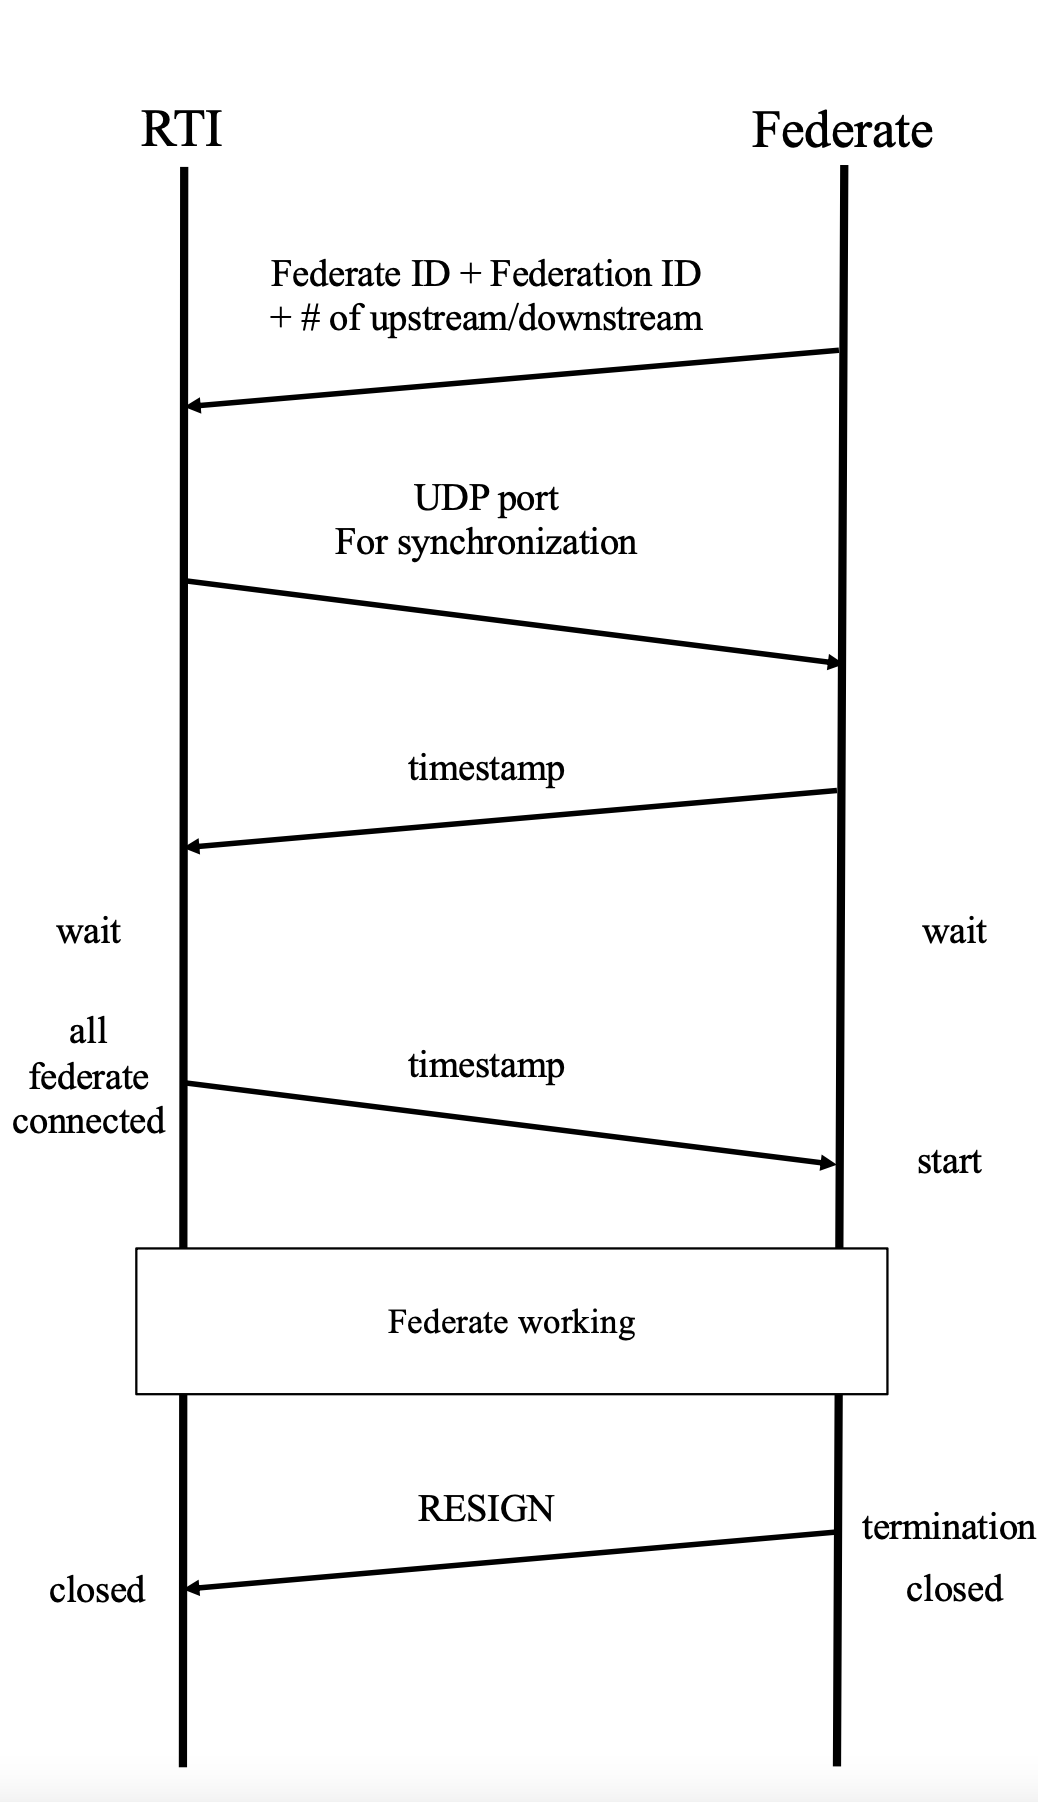 RTI
Federate
Federate ID + Federation ID
+ # of upstream/downstream
UDP port
For synchronization
timestamp
wait
wait
all
federate
connected
timestamp
start
Federate working
RESIGN
termination
closed
closed